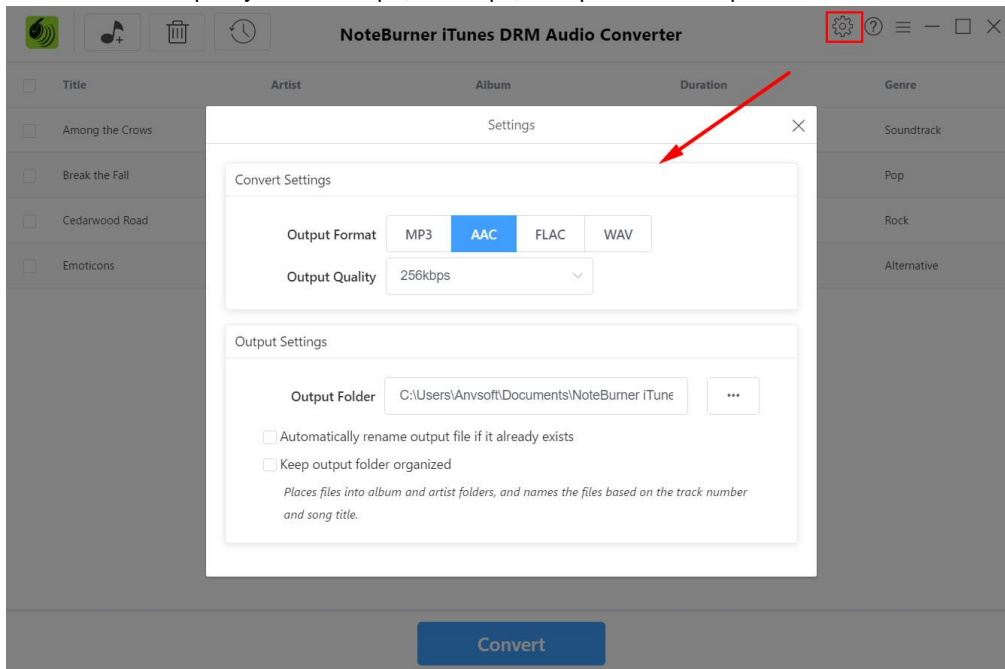 NoteBurner iTunes DRM Audio Converter
Title Artist Album Duration Genre
Among the Crows Soundtrack
Break the Fall Pop
Cedarwood Road Rock
Emoticons Alternative
Settings
Convert Settings
Output Format MP3 AAC FLAC WAV
Output Quality 256kbps
Output Settings
Output Folder C:\Users\Anvsoft\Documents\NoteBurner iTune ...
Automatically rename output file if it already exists
Keep output folder organized
Places files into album and artist folders, and names the files based on the track number
and song title.
Convert